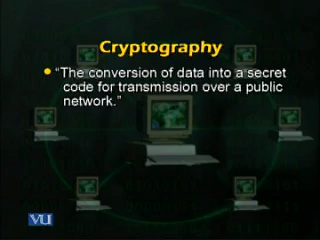 Cryptography
“The conversion of data into a secret
code for transmission over a public
network.”
VU